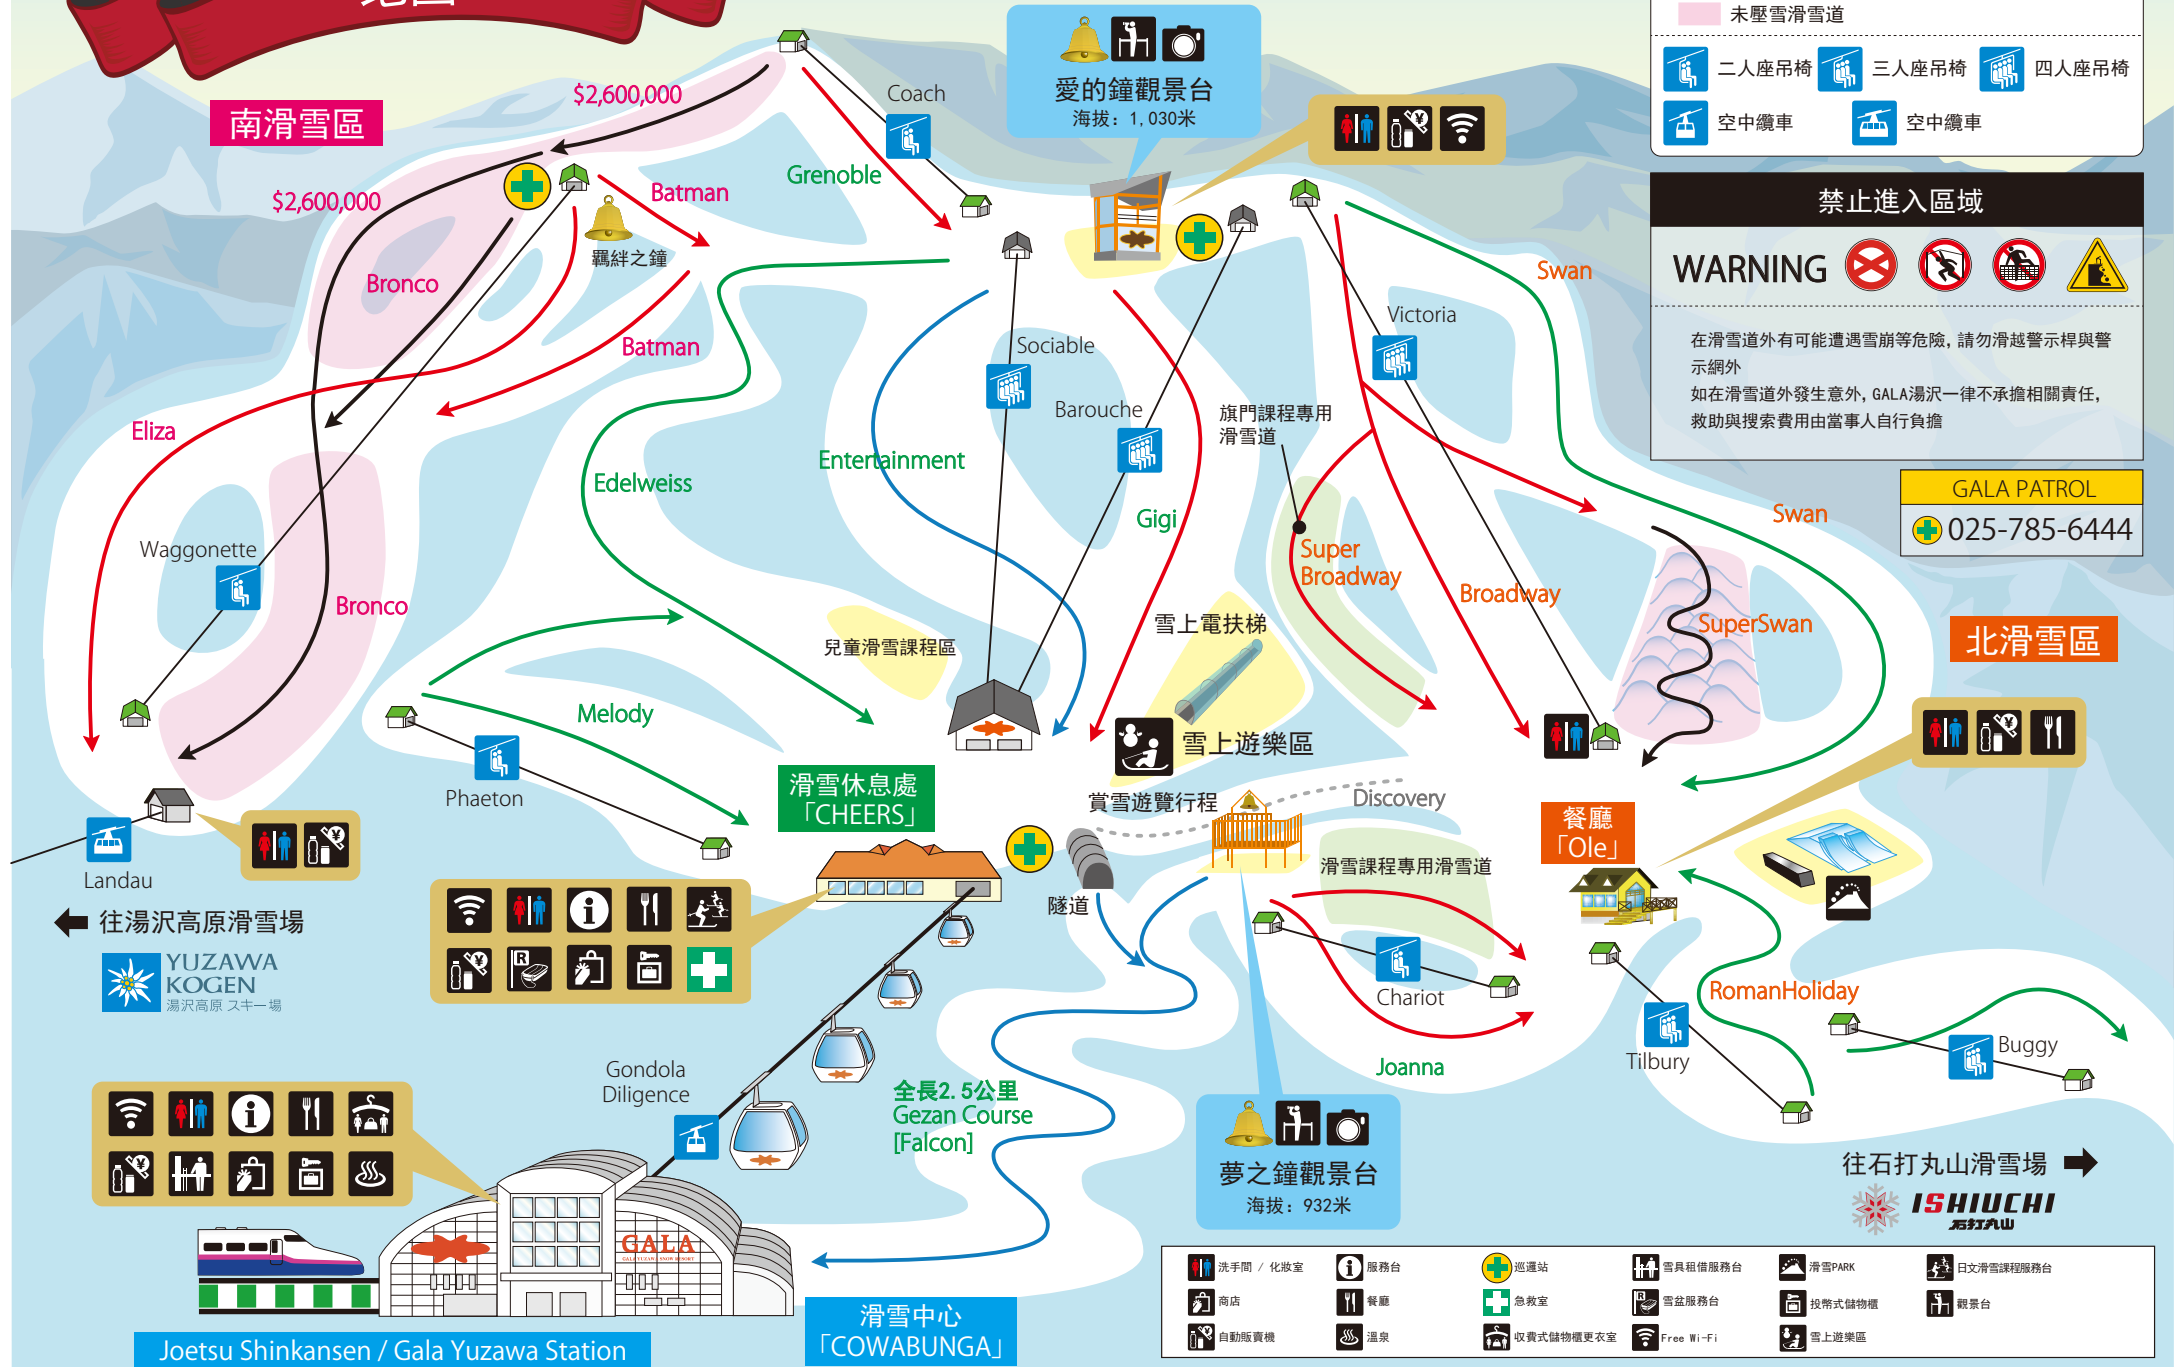 地図
南滑雪區
$2,600,000
$2,600,000
Coach
Grenoble
Batman
羈絆之鐘
Bronco
Batman
Eliza
Waggonette
Bronco
愛的鐘觀景台
海拔：1,030米
Sociable
Barouche
Entertainment
Edelweiss
Gigi
Victoria
Swan
旗門課程專用
滑雪道
Super
Broadway
Broadway
Swan
SuperSwan
未壓雪滑雪道
二人座吊椅
三人座吊椅
四人座吊椅
空中纜車
空中纜車
禁止進入區域
WARNING
在滑雪道外有可能遭遇雪崩等危險，請勿滑越警示桿與警
示網外
如在滑雪道外發生意外，GALA湯沢一律不承擔相關責任，
救助與搜索費用由當事人自行負擔
GALA PATROL
025-785-6444
北滑雪區
兒童滑雪課程區
雪上電扶梯
雪上遊樂區
Melody
Phaeton
滑雪休息處
「CHEERS」
賞雪遊覽行程
Discovery
隧道
滑雪課程專用滑雪道
餐廳
「Ole」
Landau
往湯沢高原滑雪場
YUZAWA
KOGEN
湯沢高原 スキー場
Chariot
Joanna
RomanHoliday
Tilbury
Buggy
Gondola
Diligence
全長2.5公里
Gezan Course
[Falcon]
夢之鐘觀景台
海拔：932米
往石打丸山滑雪場
ISHIUCHI
石打丸山
GALA
GALA YUZAWA SNOW RESORT
滑雪中心
「COWABUNGA」
Joetsu Shinkansen / Gala Yuzawa Station
洗手間 / 化妝室
服務台
巡邏站
雪具租借服務台
滑雪PARK
日文滑雪課程服務台
商店
餐廳
急救室
雪盆服務台
投幣式儲物櫃
觀景台
自動販賣機
溫泉
收費式儲物櫃更衣室
Free Wi-Fi
雪上遊樂區